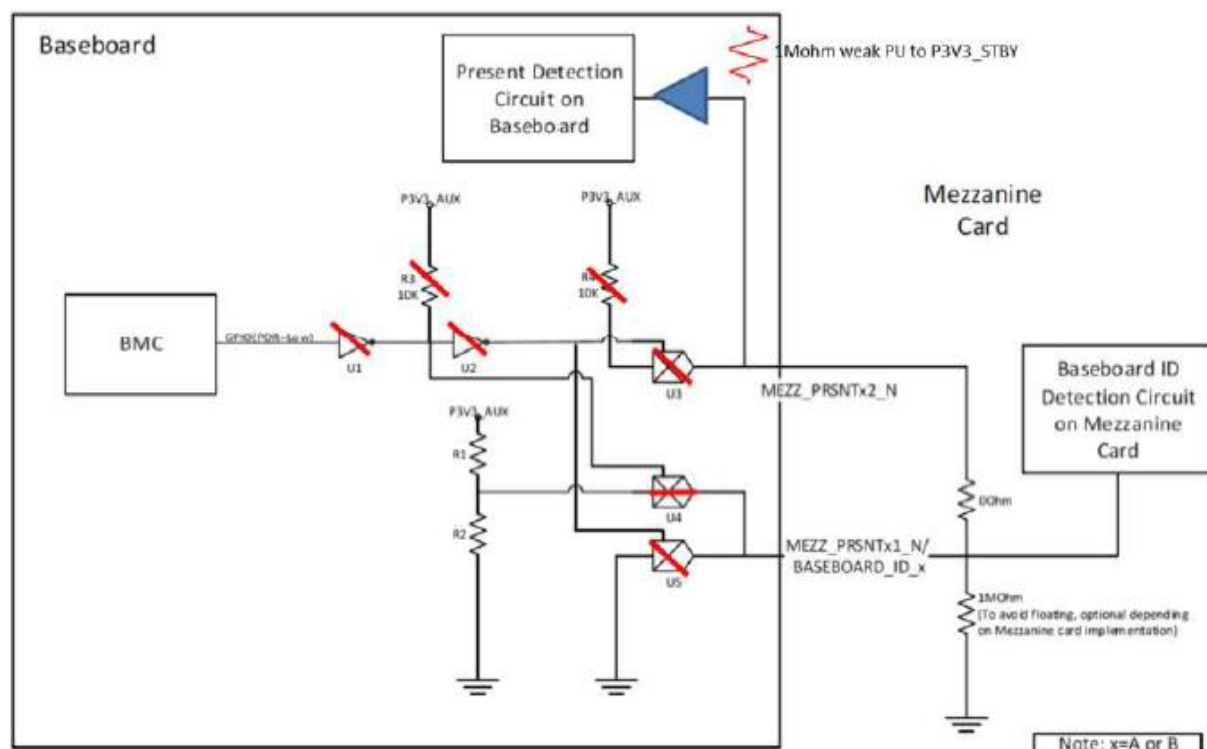 Baseboard
1Mohm weak PU to P3V3_STBY
Present Detection
Circuit on
Baseboard
P3V3_AUX
P3V3_AUX
Mezzanine
Card
R3
10K
R4
10K
BMC
U1
U2
U3
MEZZ_PRSNTx2_N
Baseboard ID
Detection Circuit
on Mezzanine
Card
P3V3_AUX
R1
U4
0Ohm
R2
U5
MEZZ_PRSNTx1_N/
BASEBOARD_ID_x
1MOhm
(To avoid floating, optional depending
on Mezzanine card implementation)
Note: x=A or B